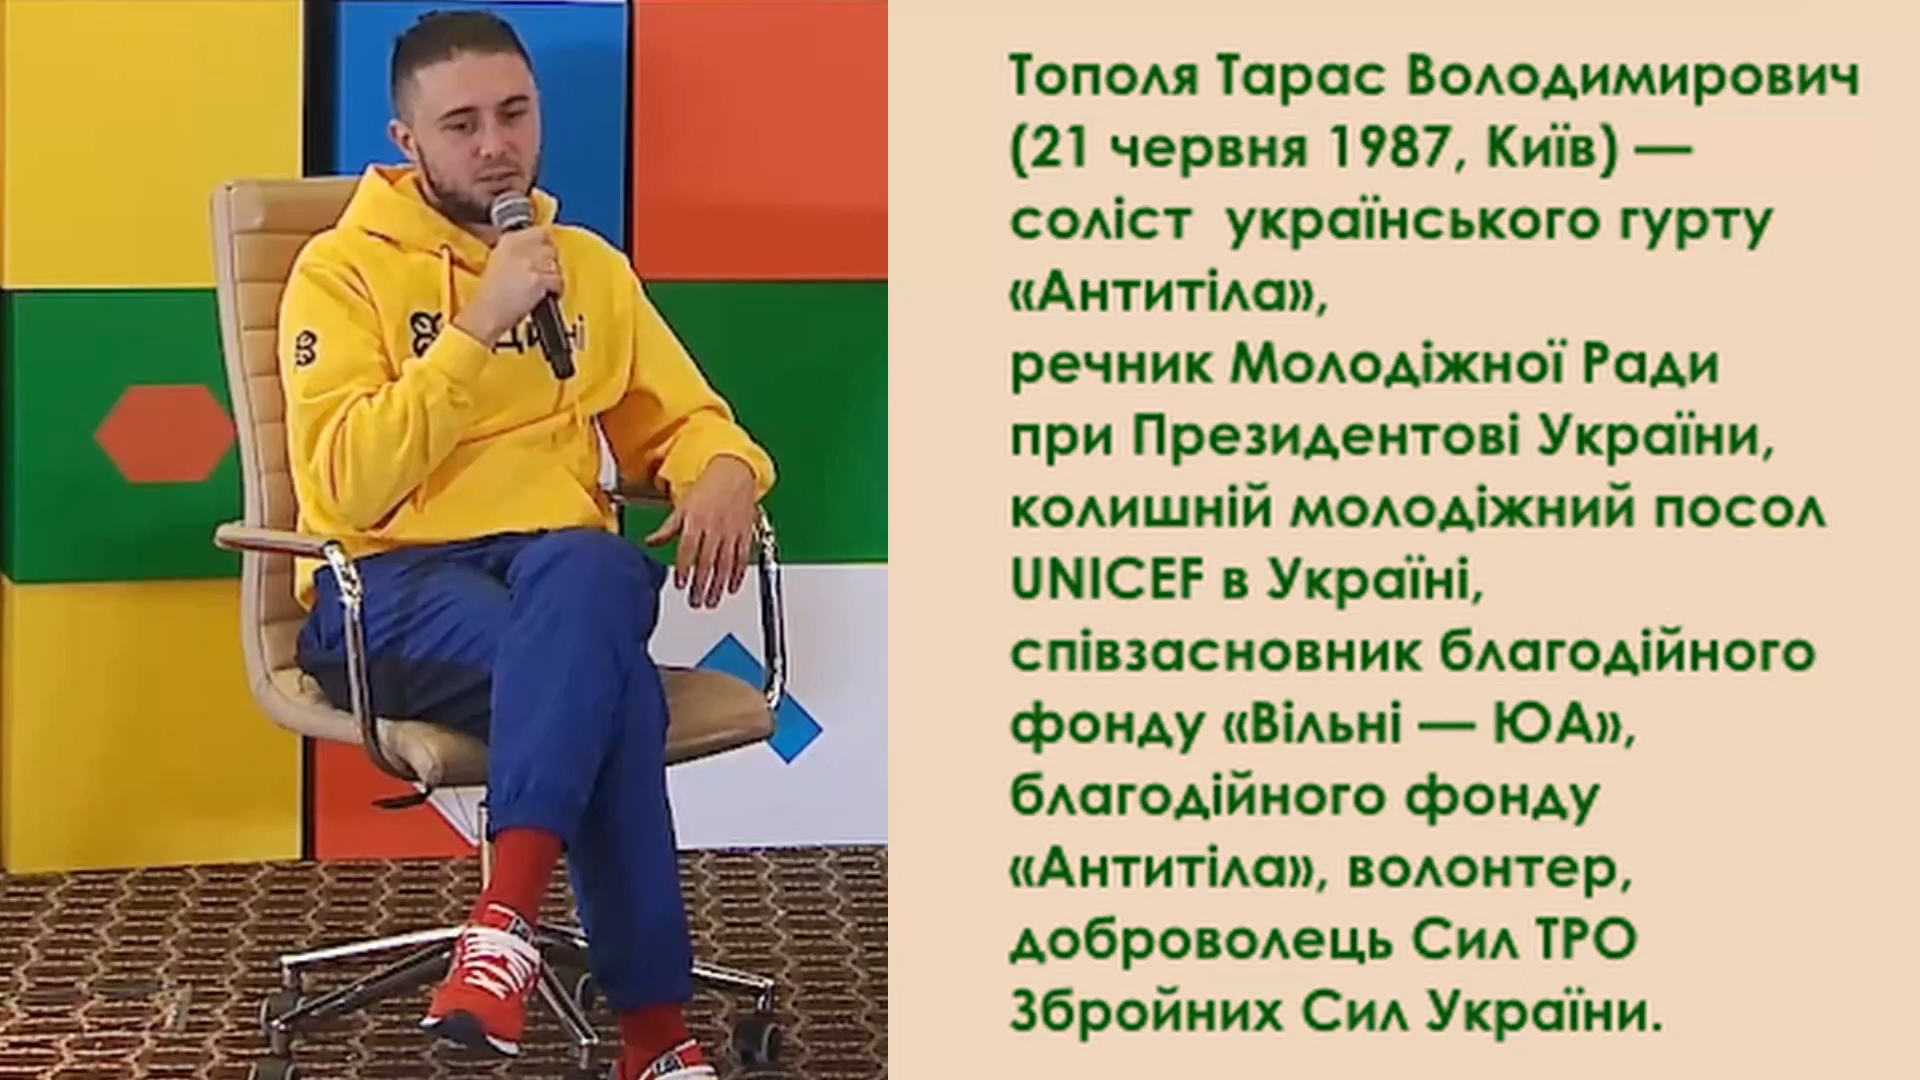 Тополя Тарас Володимирович
(21 червня 1987, Київ) —
соліст українського гурту
«Антитіла»,
речник Молодіжної Ради
при Президентові України,
колишній молодіжний посол
UNICEF в Україні,
співзасновник благодійного
фонду «Вільні — ЮА»,
благодійного фонду
«Антитіла», волонтер,
доброволець Сил ТРО
Збройних Сил України.